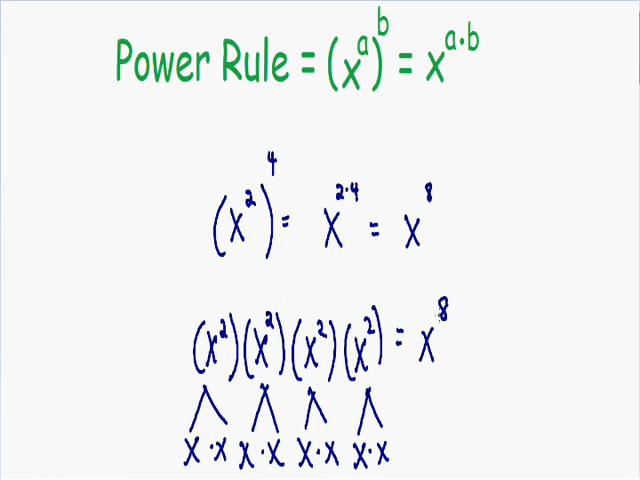 Power Rule = (x^a)^b = x^{a·b}
(x^2)^4 = x^{2·4} = x^8
(x^2)(x^2)(x^2)(x^2) = x^8
x·x x·x x·x x·x